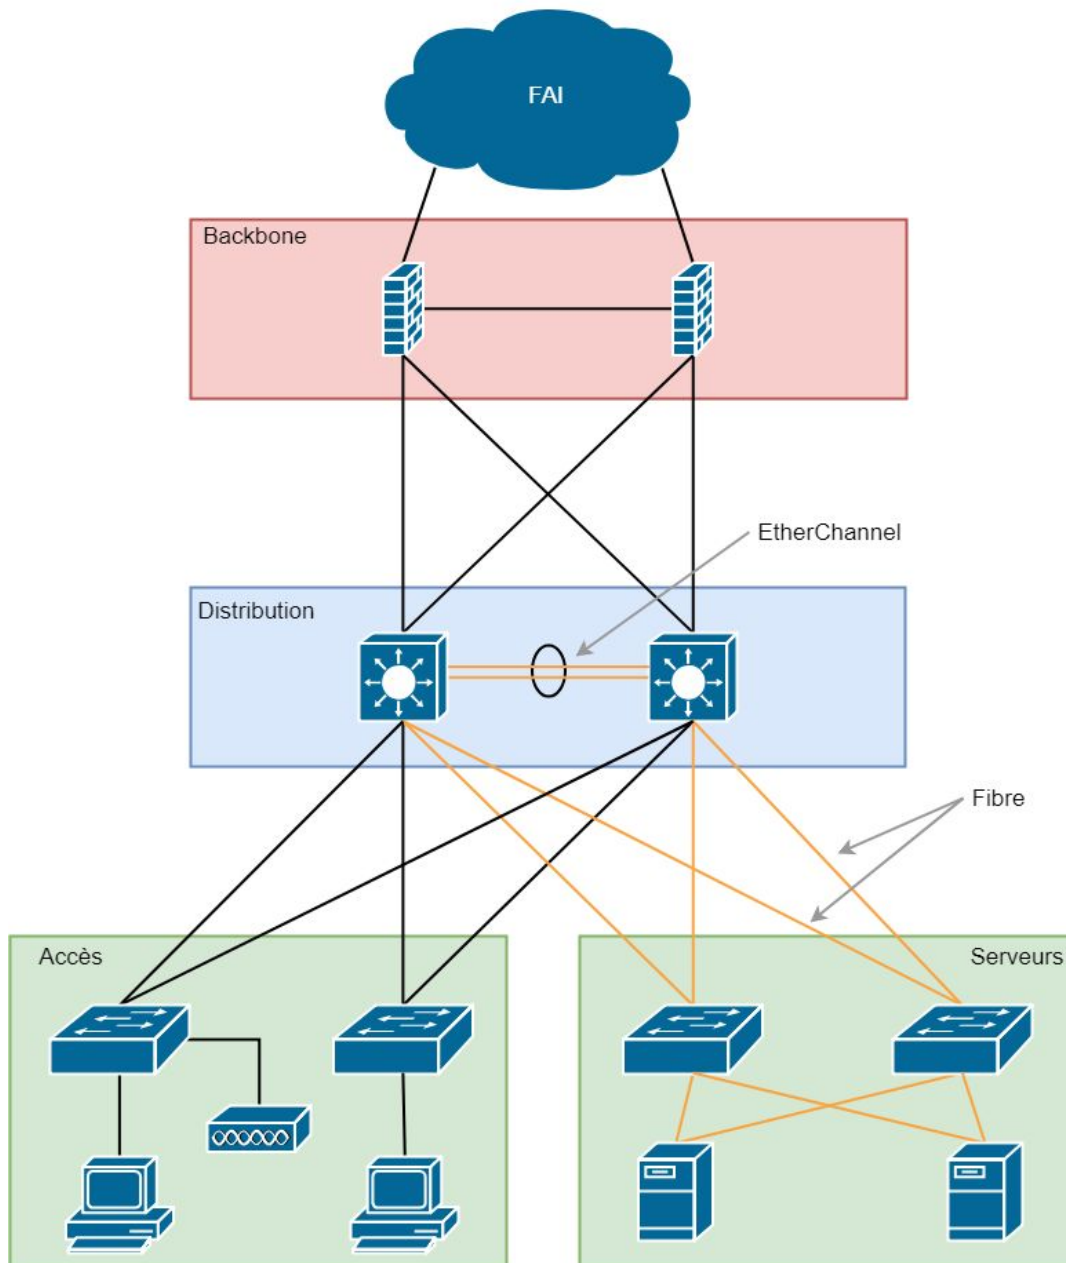 FAI
Backbone
EtherChannel
Distribution
Fibre
Accès
Serveurs